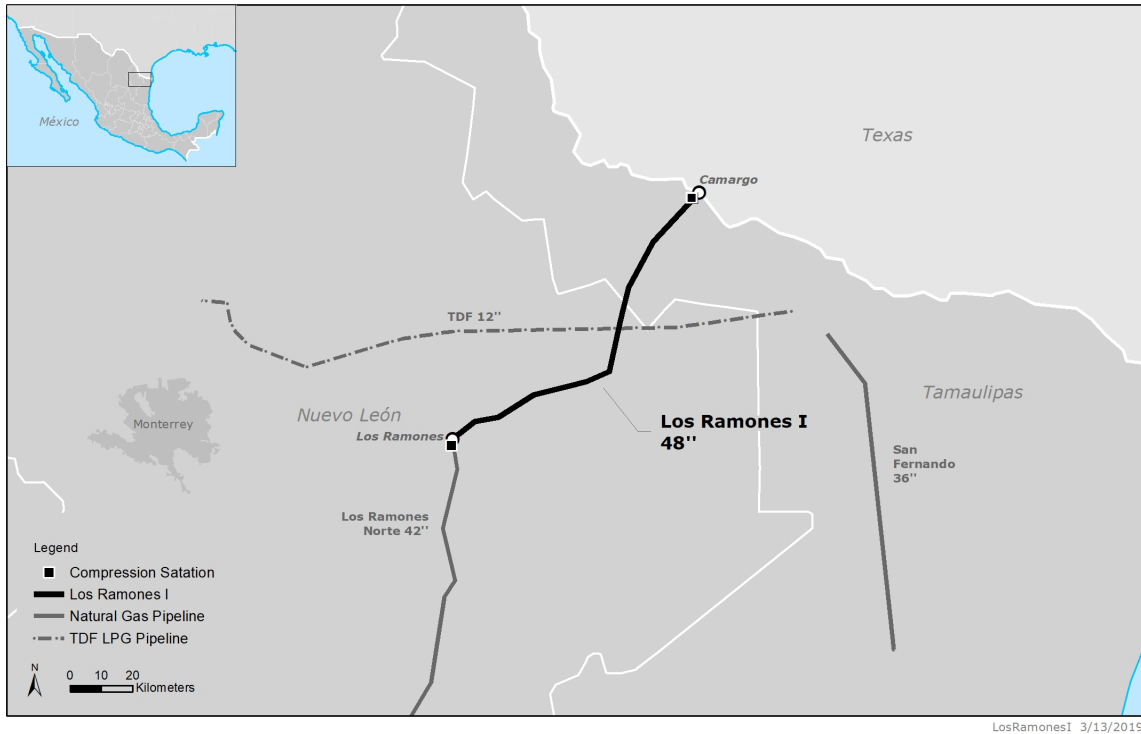 México
Texas
Camargo
TDF 12''
Tamaulipas
Nuevo León
Monterrey
Los Ramones
Los Ramones I
48''
San
Fernando
36''
Los Ramones
Norte 42''
Legend
Compression Satation
Los Ramones I
Natural Gas Pipeline
TDF LPG Pipeline
N
0 10 20
Kilometers
LosRamonesI 3/13/2019